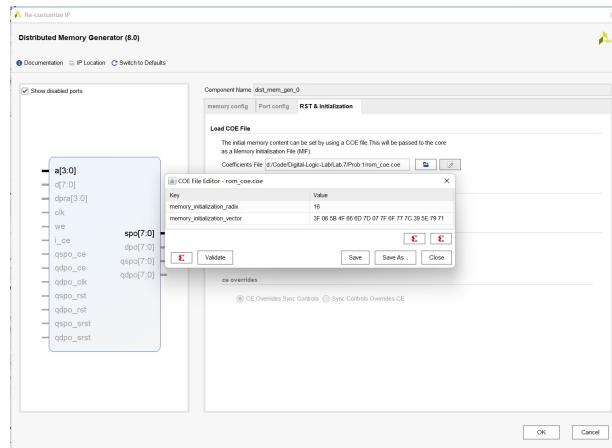 Re-customize IP
Distributed Memory Generator (8.0)
Documentation IP Location Switch to Defaults
Show disabled ports
a[3:0]
d[7:0]
dpra[3:0]
clk
we
i_ce
qspo_ce
qdpo_ce
qdpo_clk
qspo_rst
qdpo_rst
qspo_srst
qdpo_srst
spo[7:0]
dpo[7:0]
qspo[7:0]
qdpo[7:0]
Component Name dist_mem_gen_0
memory config Port config RST & Initialization
Load COE File
The initial memory content can be set by using a COE file.This will be passed to the core
as a Memory Initialisation File (MIF).
Coefficients File d:/Code/Digital-Logic-Lab/Lab.7/Prob.1/rom_coe.coe
COE File Editor - rom_coe.coe
Key Value
memory_initialization_radix 16
memory_initialization_vector 3F 06 5B 4F 66 6D 7D 07 7F 6F 77 7C 39 5E 79 71
Validate Save Save As... Close
ce overrides
CE Overrides Sync Controls Sync Controls Overrides CE
OK Cancel